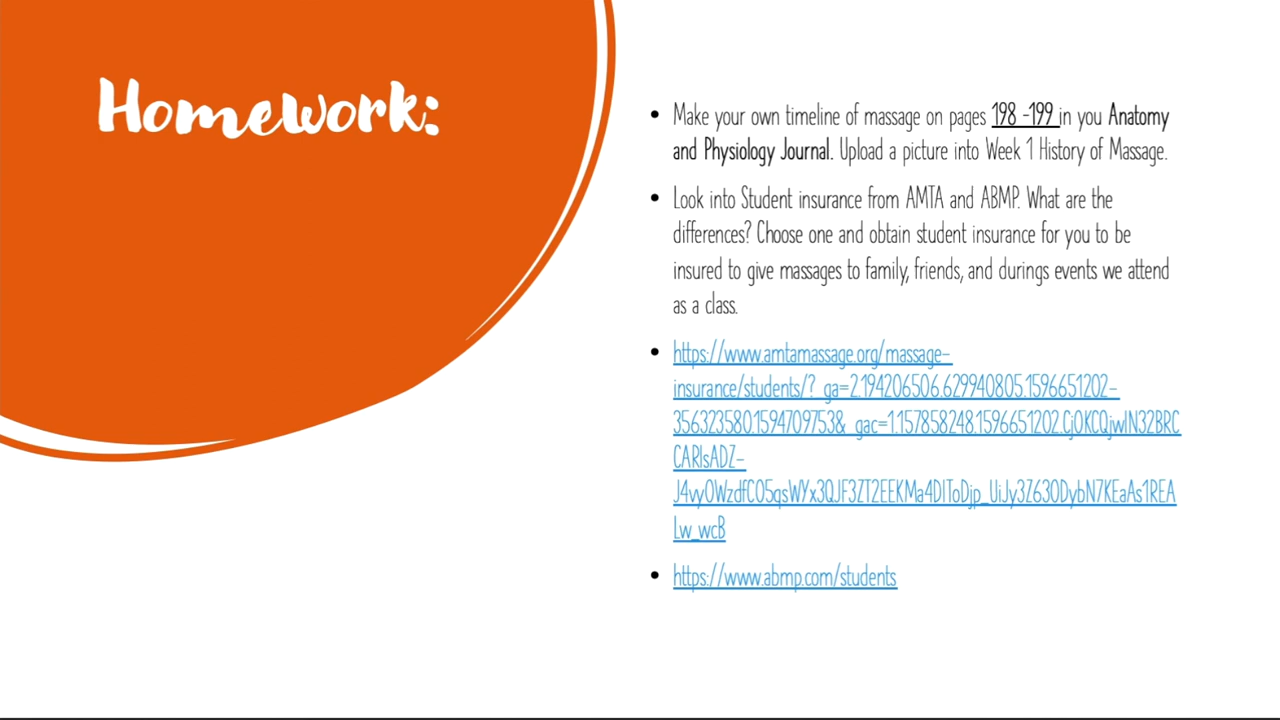 Homework:
• Make your own timeline of massage on pages 198 -199 in you Anatomy
and Physiology Journal. Upload a picture into Week 1 History of Massage.
• Look into Student insurance from AMTA and ABMP. What are the
differences? Choose one and obtain student insurance for you to be
insured to give massages to family, friends, and durings events we attend
as a class.
• https://www.amtamassage.org/massage-
insurance/students/?_ga=2.194206506.629940805.1596651202-
356323580.1594709753&_gac=1.157858248.1596651202.Cj0KCQjwlN32BRC
CARIsADZ-
J4vyOWzdfCO5qsWYx3QJF3ZT2EEKMa4DIToDjp_UiJy3Z63ODybN7KEaAs1REA
Lw_wcB
• https://www.abmp.com/students